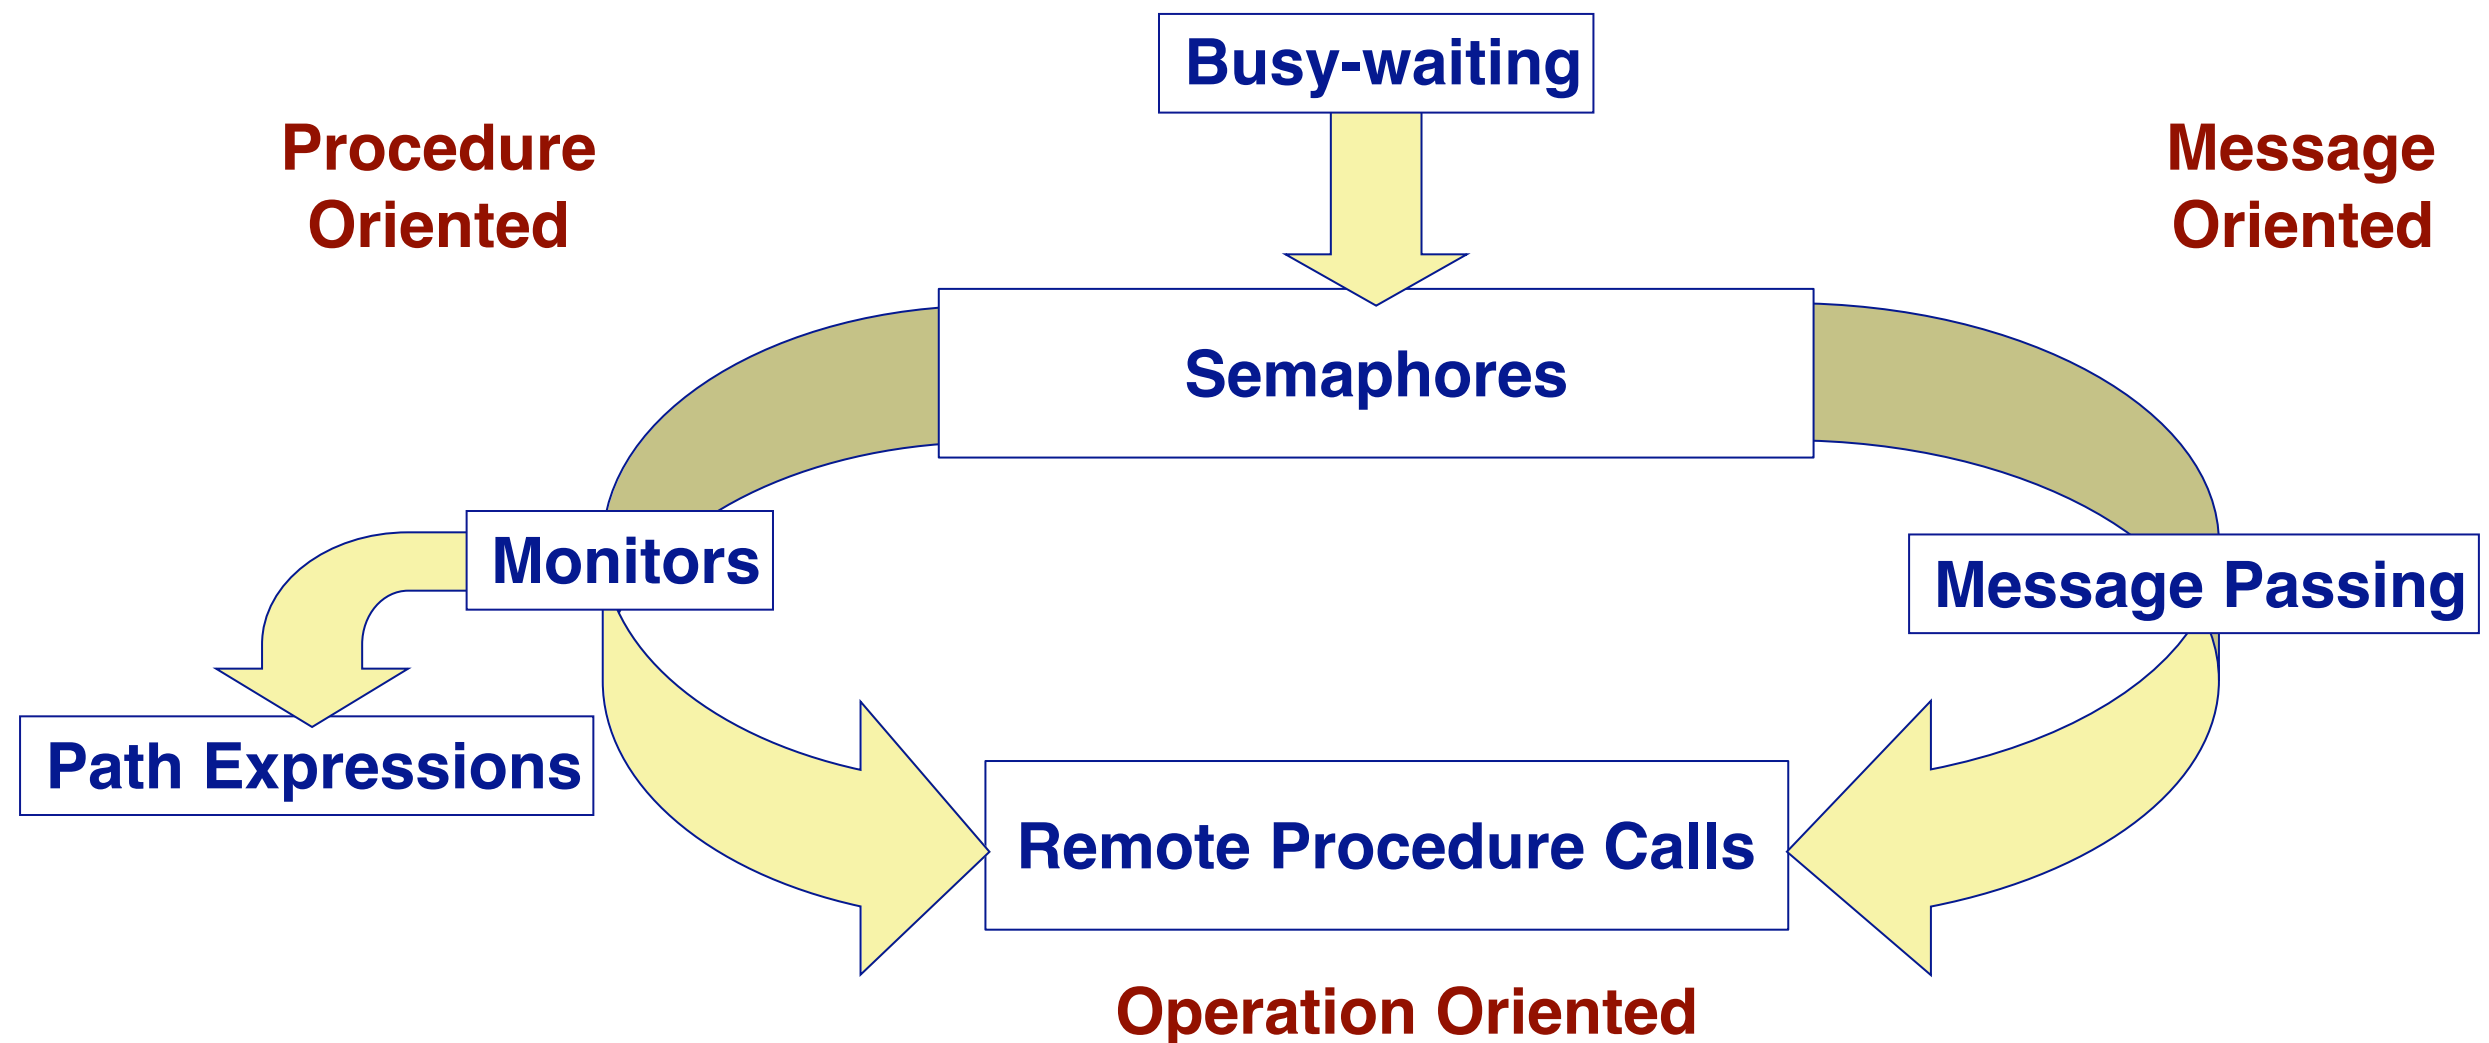 Busy-waiting
Procedure
Oriented
Message
Oriented
Semaphores
Monitors
Message Passing
Path Expressions
Remote Procedure Calls
Operation Oriented